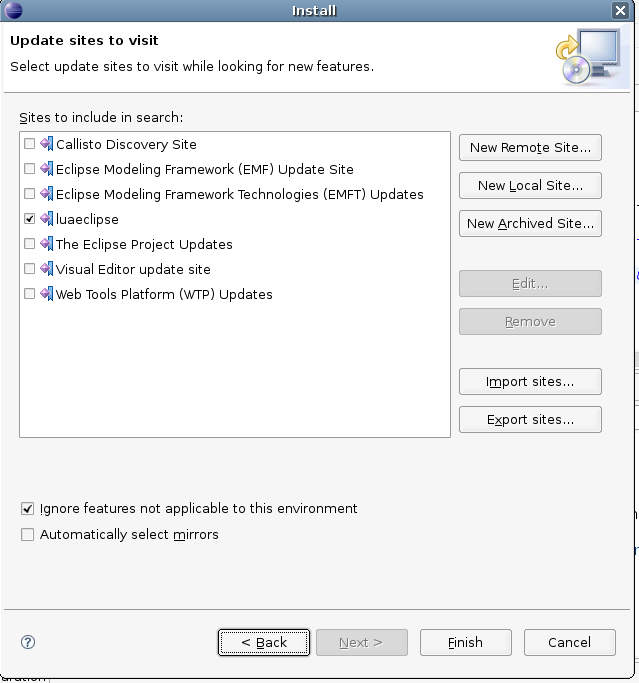 Install
Update sites to visit
Select update sites to visit while looking for new features.
Sites to include in search:
Callisto Discovery Site
Eclipse Modeling Framework (EMF) Update Site
Eclipse Modeling Framework Technologies (EMFT) Updates
luaeclipse
The Eclipse Project Updates
Visual Editor update site
Web Tools Platform (WTP) Updates
New Remote Site...
New Local Site...
New Archived Site...
Edit...
Remove
Import sites...
Export sites...
Ignore features not applicable to this environment
Automatically select mirrors
< Back
Next >
Finish
Cancel